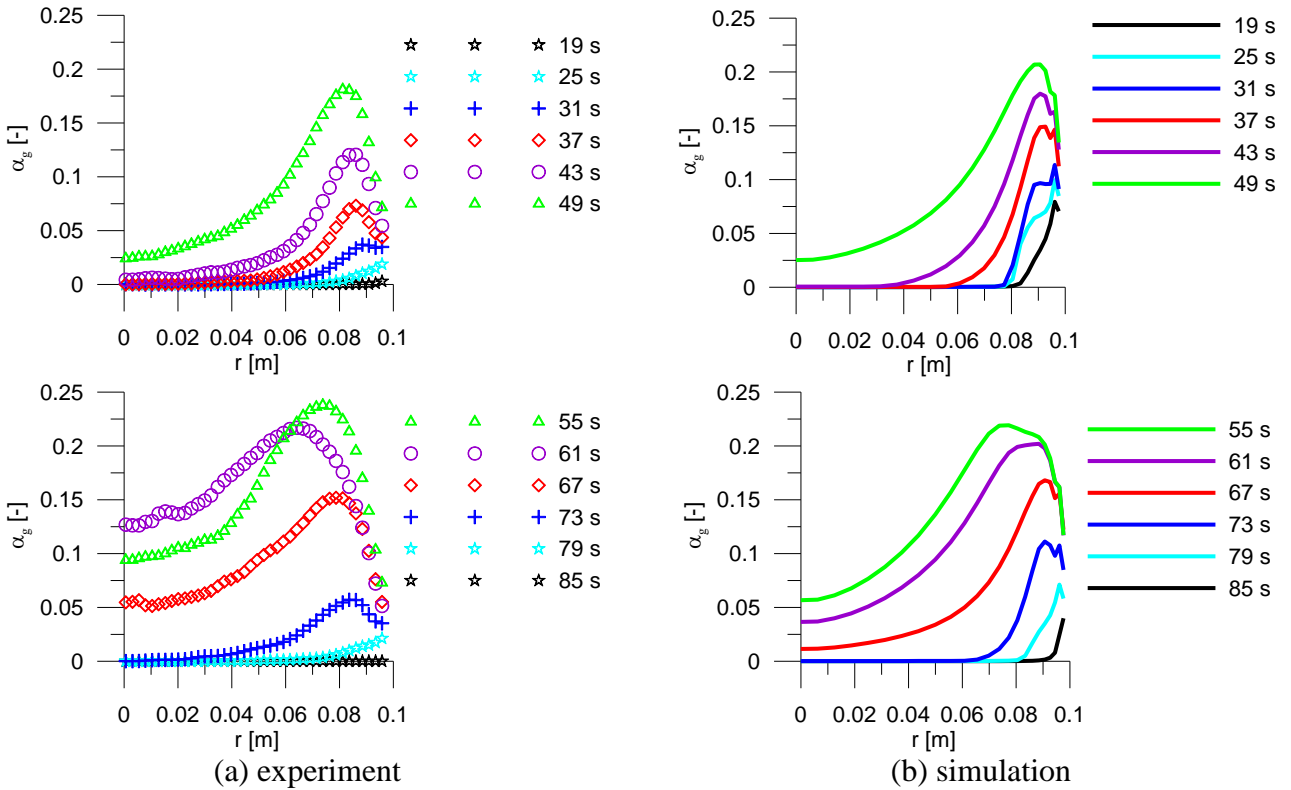 0.25
0.2
0.15
0.1
0.05
0
αg [-]
0 0.02 0.04 0.06 0.08 0.1
r [m]
19 s
25 s
31 s
37 s
43 s
49 s
0.25
0.2
0.15
0.1
0.05
0
αg [-]
0 0.02 0.04 0.06 0.08 0.1
r [m]
19 s
25 s
31 s
37 s
43 s
49 s
0.25
0.2
0.15
0.1
0.05
0
αg [-]
0 0.02 0.04 0.06 0.08 0.1
r [m]
55 s
61 s
67 s
73 s
79 s
85 s
(a) experiment
0.25
0.2
0.15
0.1
0.05
0
αg [-]
0 0.02 0.04 0.06 0.08 0.1
r [m]
55 s
61 s
67 s
73 s
79 s
85 s
(b) simulation